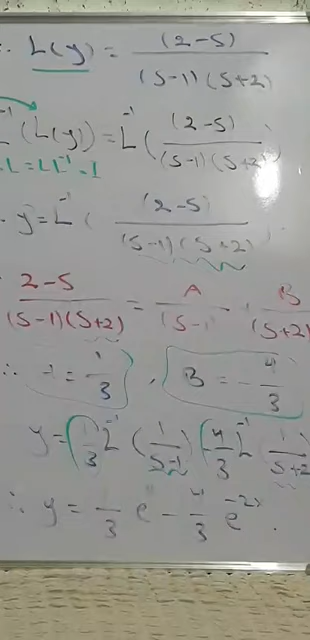 ∴ L(y) = (2-s) / (s-1)(s+2)
L⁻¹(L(y)) = L⁻¹( (2-s) / (s-1)(s+2) )
L⁻¹L = LL⁻¹ = 1
∴ y = L⁻¹( (2-s) / (s-1)(s+2) )
2-s / (s-1)(s+2) = A / (s-1) + B / (s+2)
∴ A = 1/3 , B = -4/3
y = 1/3 L⁻¹( 1 / s-1 ) - 4/3 L⁻¹( 1 / s+2
∴ y = 1/3 e - 4/3 e⁻²ˣ